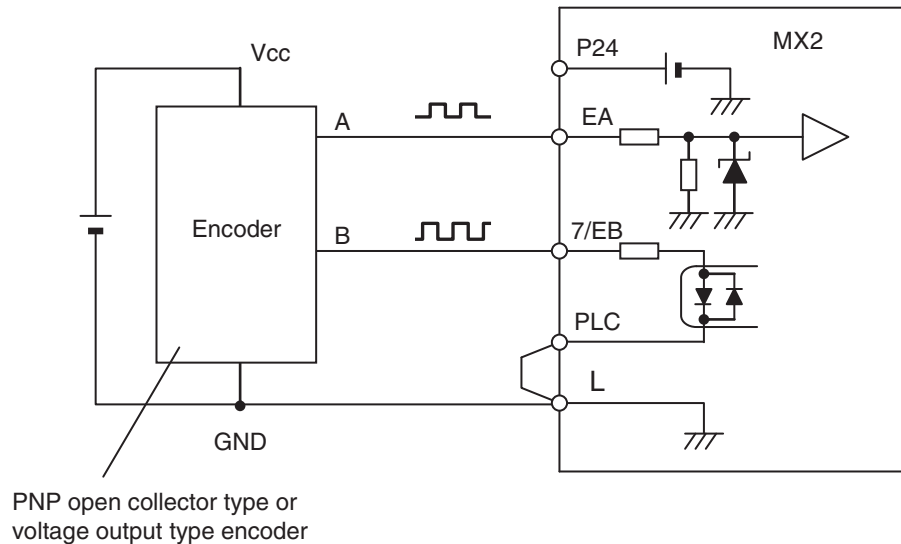 MX2
P24
Vcc
EA
A
Encoder
B
7/EB
PLC
L
GND
PNP open collector type or
voltage output type encoder